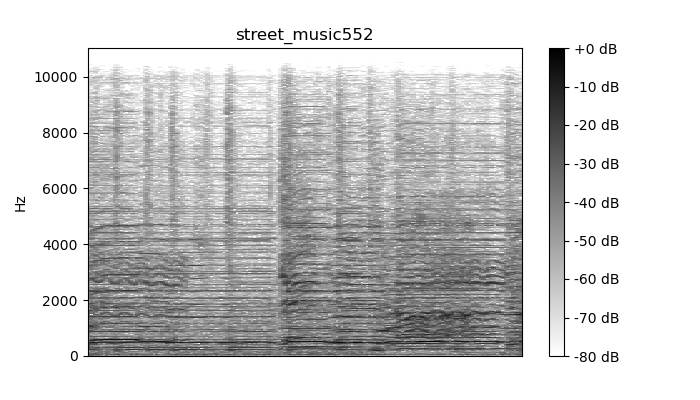 street_music552
Hz
10000
8000
6000
4000
2000
0
+0 dB
-10 dB
-20 dB
-30 dB
-40 dB
-50 dB
-60 dB
-70 dB
-80 dB